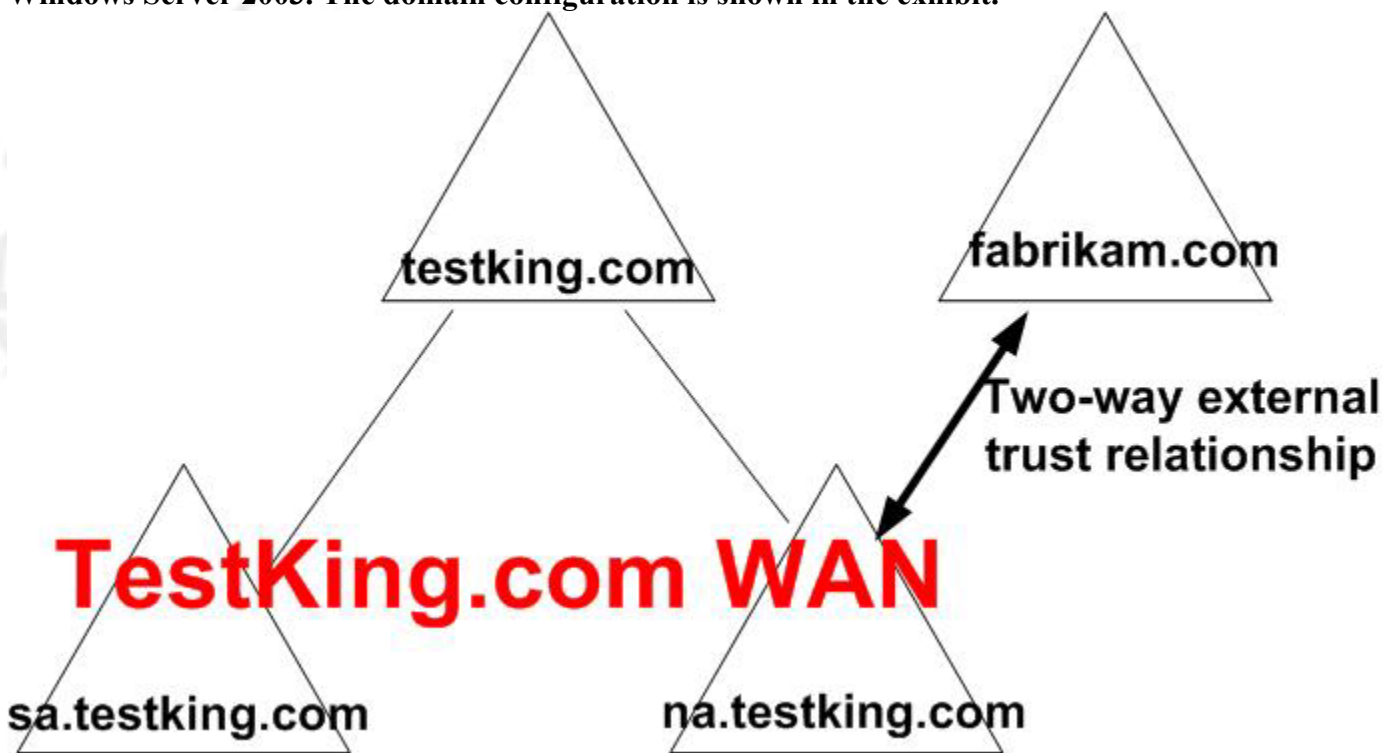 Windows Server 2003. The domain configuration is shown in the exhibit.
testking.com
fabrikam.com
Two-way external
trust relationship
TestKing.com WAN
sa.testking.com
na.testking.com